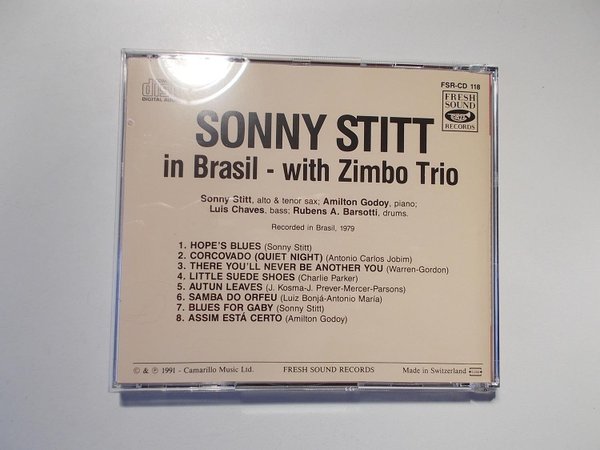 FSR-CD 118
DIGITAL AUDIO
FRESH
SOUND
RECORDS
SONNY STITT
in Brasil - with Zimbo Trio
Sonny Stitt, alto & tenor sax; Amilton Godoy, piano;
Luis Chaves, bass; Rubens A. Barsotti, drums.
Recorded in Brasil, 1979
1. HOPE'S BLUES (Sonny Stitt)
2. CORCOVADO (QUIET NIGHT) (Antonio Carlos Jobim)
3. THERE YOU'LL NEVER BE ANOTHER YOU (Warren-Gordon)
4. LITTLE SUEDE SHOES (Charlie Parker)
5. AUTUN LEAVES (J. Kosma-J. Prever-Mercer-Parsons)
6. SAMBA DO ORFEU (Luiz Bonjá-Antonio María)
7. BLUES FOR GABY (Sonny Stitt)
8. ASSIM ESTÁ CERTO (Amilton Godoy)
© & ℗ 1991 - Camarillo Music Ltd.
FRESH SOUND RECORDS
Made in Switzerland